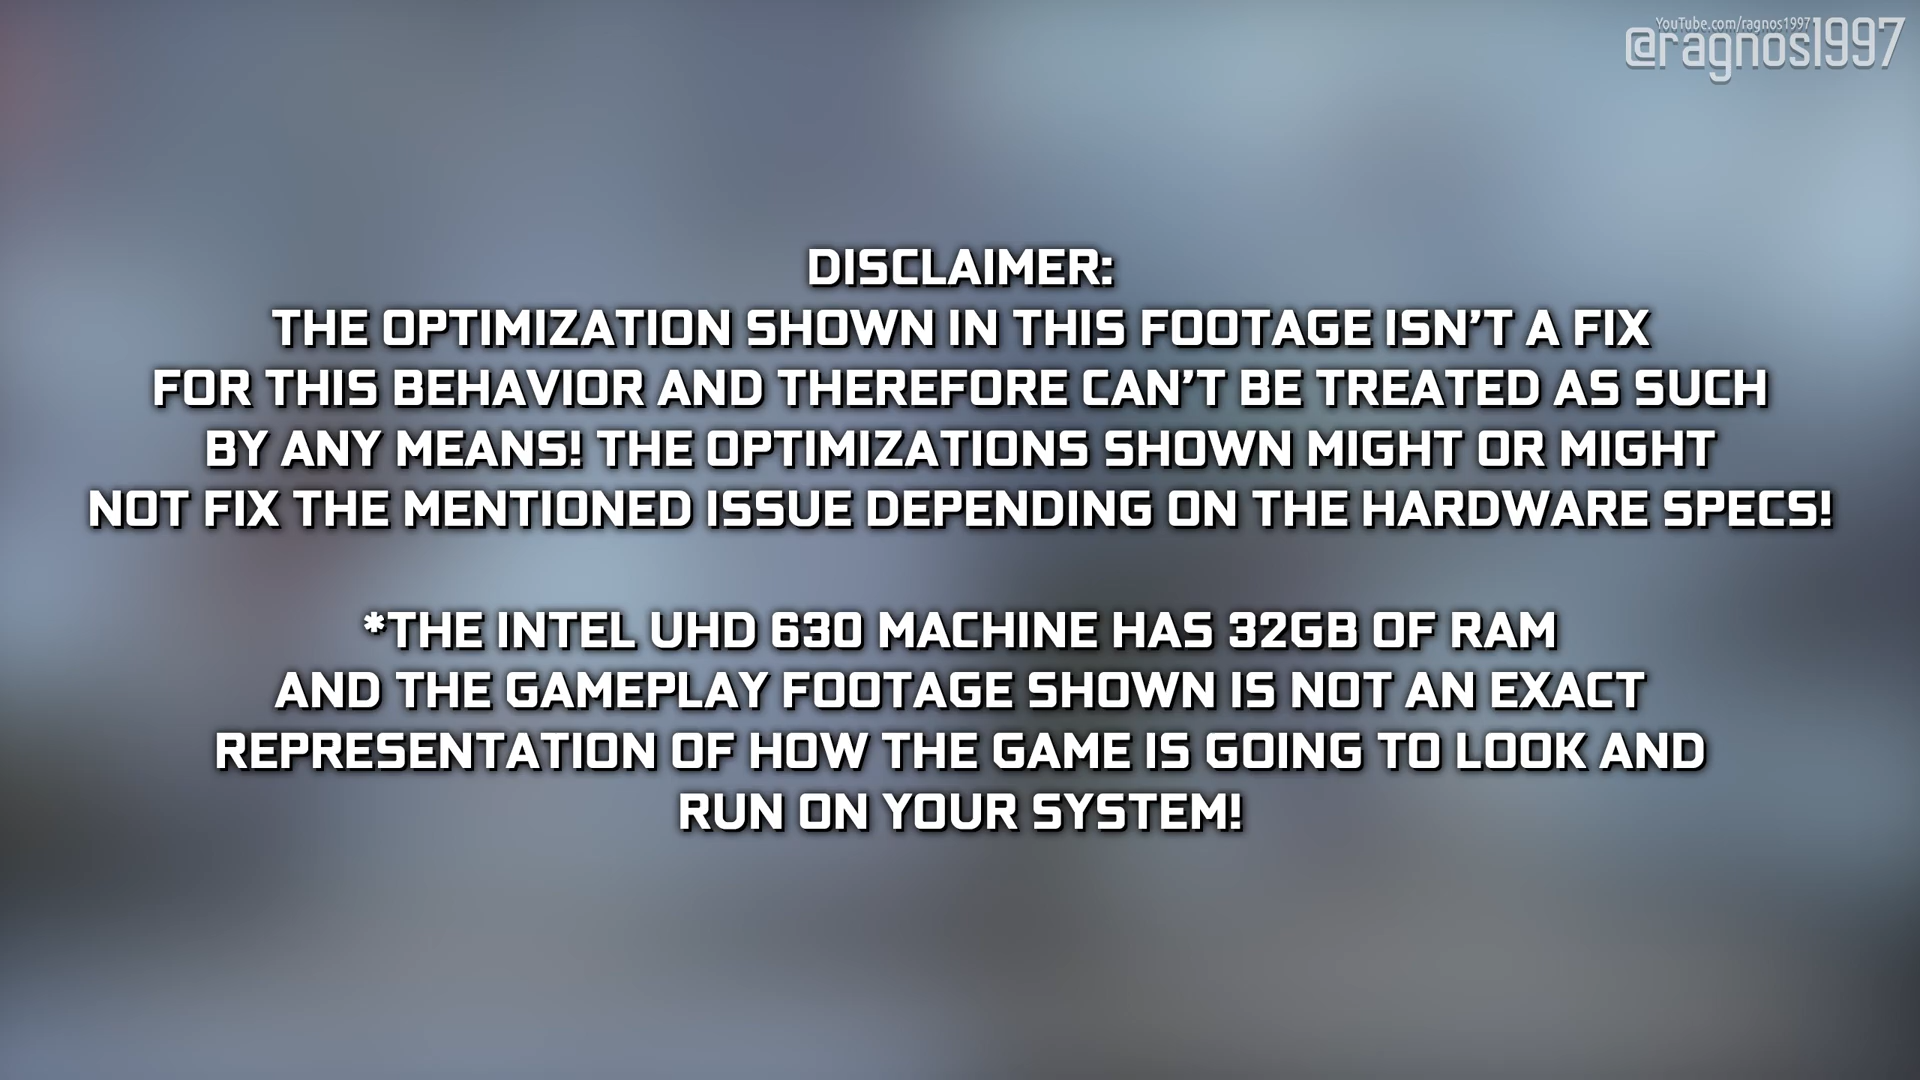 YouTube.com/ragnos1997
@ragnos1997
DISCLAIMER:
THE OPTIMIZATION SHOWN IN THIS FOOTAGE ISN’T A FIX
FOR THIS BEHAVIOR AND THEREFORE CAN’T BE TREATED AS SUCH
BY ANY MEANS! THE OPTIMIZATIONS SHOWN MIGHT OR MIGHT
NOT FIX THE MENTIONED ISSUE DEPENDING ON THE HARDWARE SPECS!
*THE INTEL UHD 630 MACHINE HAS 32GB OF RAM
AND THE GAMEPLAY FOOTAGE SHOWN IS NOT AN EXACT
REPRESENTATION OF HOW THE GAME IS GOING TO LOOK AND
RUN ON YOUR SYSTEM!